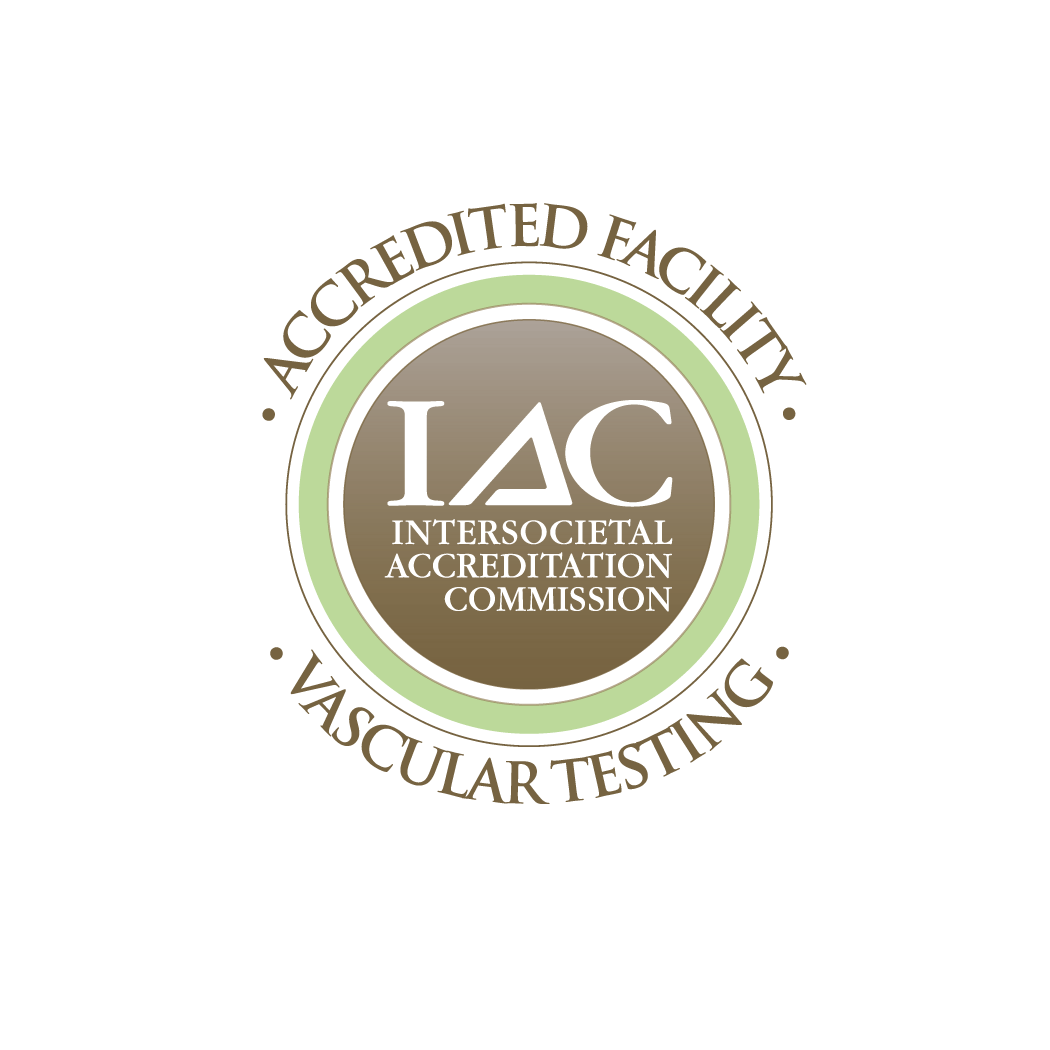 • ACCREDITED FACILITY •
IAC
INTERSOCIETAL
ACCREDITATION
COMMISSION
• VASCULAR TESTING •